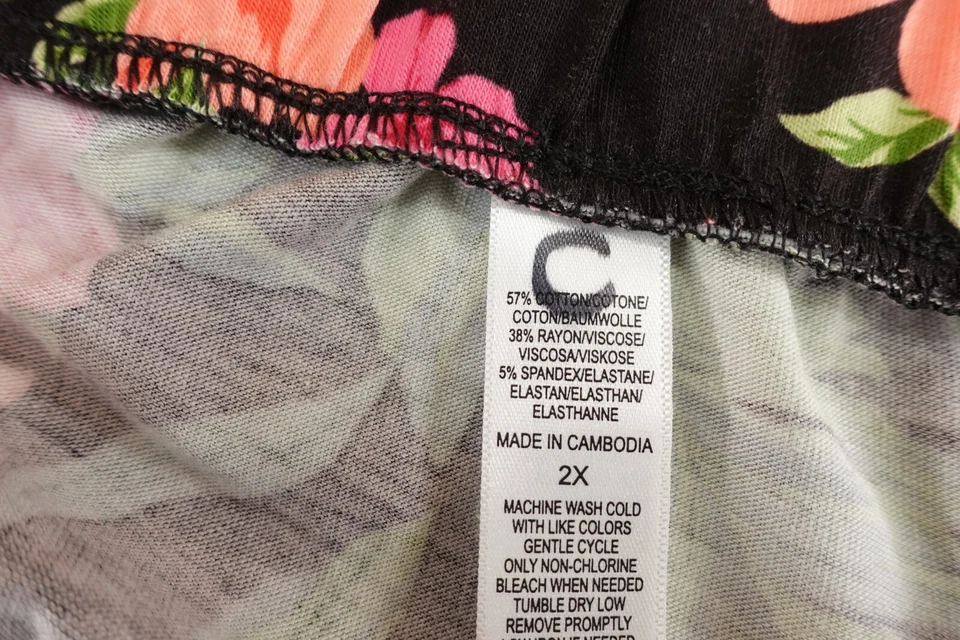 C
57% COTTON/COTONE/
COTON/BAUMWOLLE
38% RAYON/VISCOSE/
VISCOSA/VISKOSE
5% SPANDEX/ELASTANE/
ELASTAN/ELASTHAN/
ELASTHANNE
MADE IN CAMBODIA
2X
MACHINE WASH COLD
WITH LIKE COLORS
GENTLE CYCLE
ONLY NON-CHLORINE
BLEACH WHEN NEEDED
TUMBLE DRY LOW
REMOVE PROMPTLY